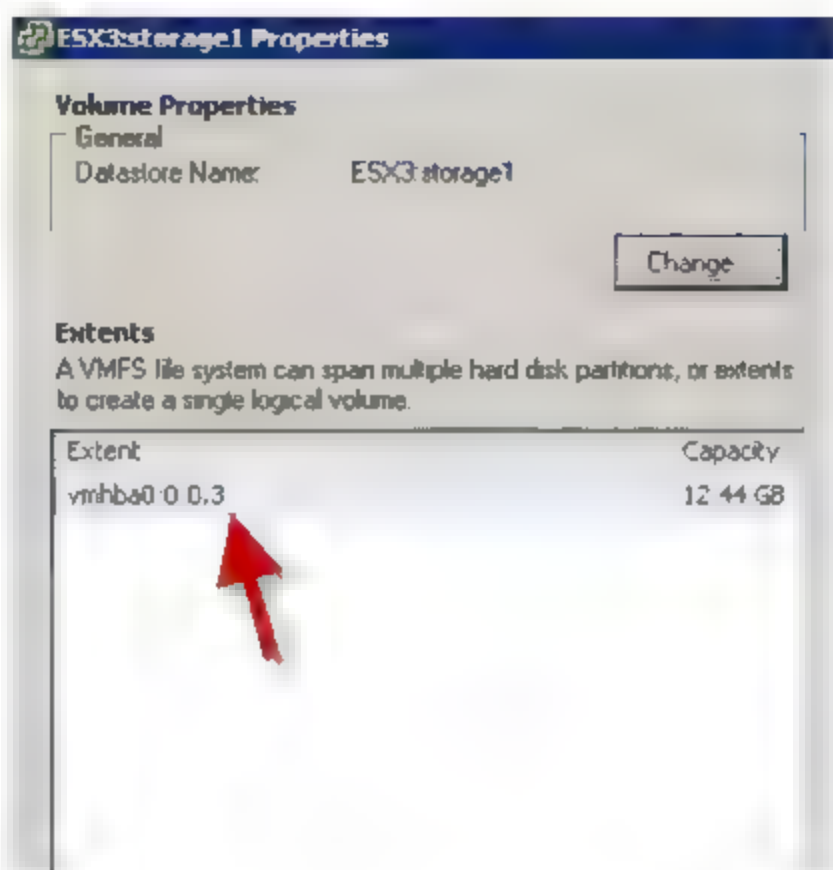 ESX3:storage1 Properties
Volume Properties
General
Datastore Name: ESX3:storage1
Change
Extents
A VMFS file system can span multiple hard disk partitions, or extents
to create a single logical volume.
Extent Capacity
vmhba0:0:0:3 12.44 GB